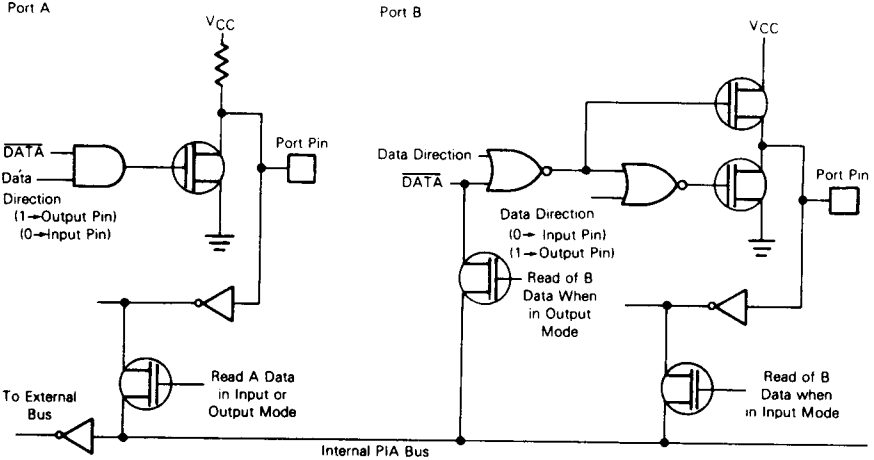 Port A
VCC
DATA
Data
Direction
(1→Output Pin)
(0→Input Pin)
Port Pin
Read A Data
in Input or
Output Mode
To External
Bus
Internal PIA Bus
Port B
VCC
Data Direction
DATA
Data Direction
(0→ Input Pin)
(1→Output Pin)
Port Pin
Read of B
Data When
in Output
Mode
Read of B
Data when
in Input Mode